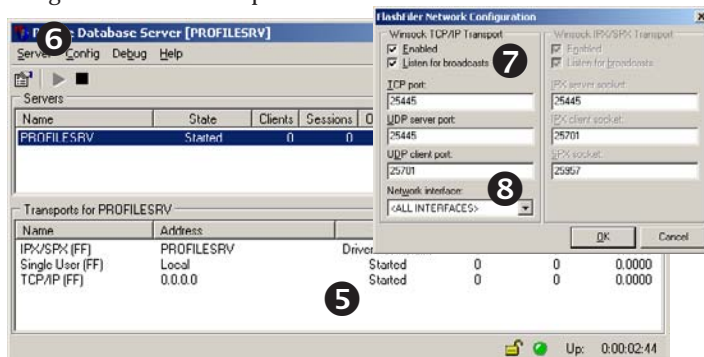 Database Server [PROFILESRV]
Server Config Debug Help
Servers
Name State Clients Sessions
PROFILESRV Started 0 0
Transports for PROFILESRV
Name Address
IPX/SPX (FF) PROFILESRV
Single User (FF) Local Started 0 0 0.0000
TCP/IP (FF) 0.0.0.0 Started 0 0 0.0000
Up: 0:00:02:44
FlashFiler Network Configuration
Winsock TCP/IP Transport
Enabled
Listen for broadcasts
TCP port:
25445
UDP server port:
25445
UDP client port:
25701
Network interface:
<ALL INTERFACES>
Winsock IPX/SPX Transport
Enabled
Listen for broadcasts
IPX server socket:
25445
IPX client socket:
25701
SPX socket:
25957
OK Cancel
5
6
7
8